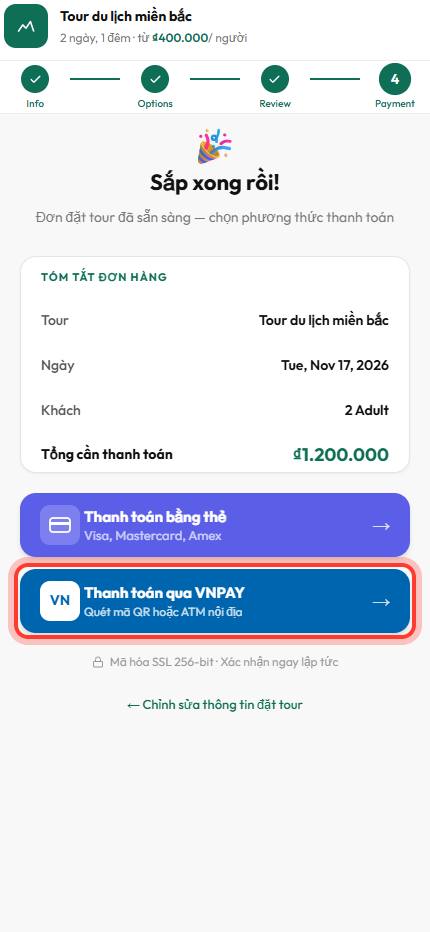 Tour du lịch miền bắc
2 ngày, 1 đêm · từ ₫400.000/ người
4
Info
Options
Review
Payment
Sắp xong rồi!
Đơn đặt tour đã sẵn sàng — chọn phương thức thanh toán
TÓM TẮT ĐƠN HÀNG
Tour
Tour du lịch miền bắc
Ngày
Tue, Nov 17, 2026
Khách
2 Adult
Tổng cần thanh toán
₫1.200.000
Thanh toán bằng thẻ
Visa, Mastercard, Amex
→
VN
Thanh toán qua VNPAY
Quét mã QR hoặc ATM nội địa
→
Mã hóa SSL 256-bit · Xác nhận ngay lập tức
← Chỉnh sửa thông tin đặt tour